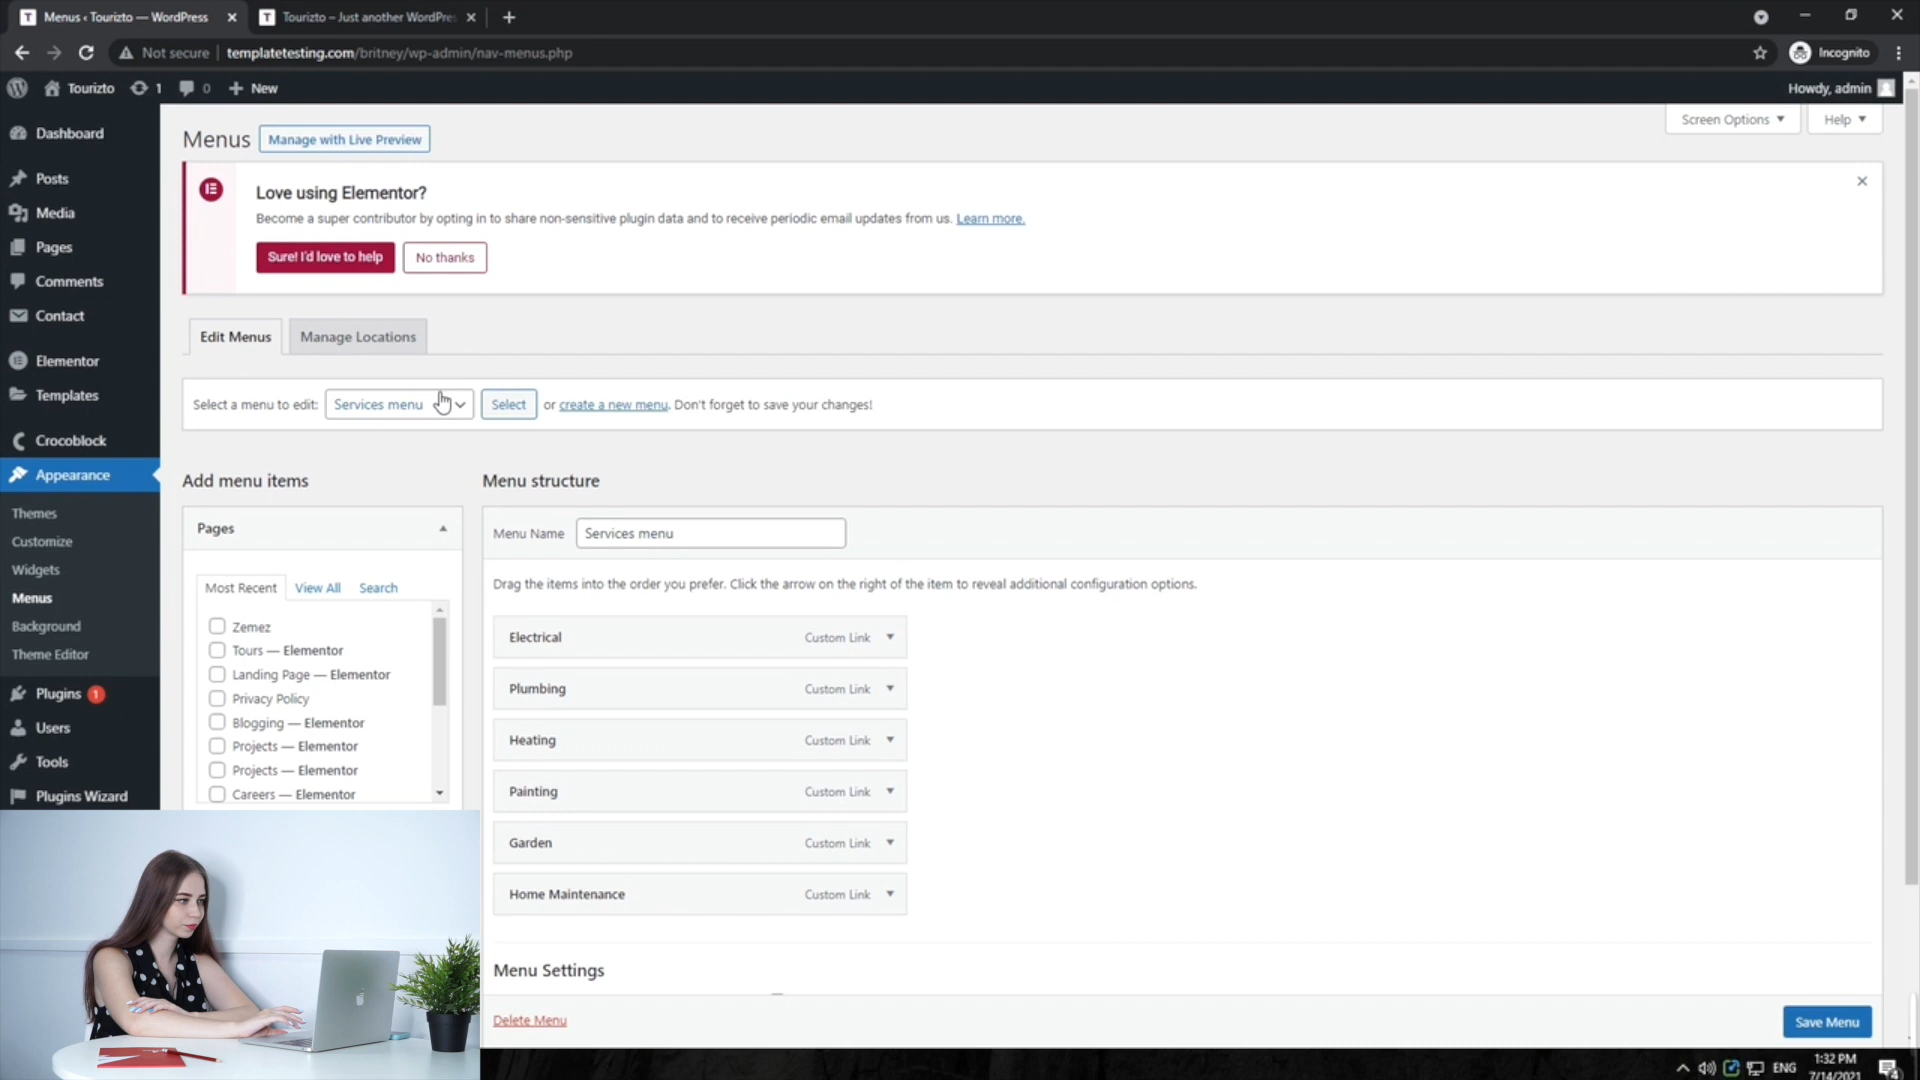 Menus ‹ Tourizto — WordPress
Tourizto – Just another WordPre
Not secure
templatetesting.com/britney/wp-admin/nav-menus.php
Incognito
Tourizto
1
0
New
Howdy, admin
Dashboard
Posts
Media
Pages
Comments
Contact
Elementor
Templates
Crocoblock
Appearance
Themes
Customize
Widgets
Menus
Background
Theme Editor
Plugins 1
Users
Tools
Plugins Wizard
Menus
Manage with Live Preview
Screen Options
Help
Love using Elementor?
Become a super contributor by opting in to share non-sensitive plugin data and to receive periodic email updates from us. Learn more.
Sure! I'd love to help
No thanks
Edit Menus
Manage Locations
Select a menu to edit: Services menu Select or create a new menu. Don't forget to save your changes!
Add menu items
Pages
Most Recent View All Search
Zemez
Tours — Elementor
Landing Page — Elementor
Privacy Policy
Blogging — Elementor
Projects — Elementor
Projects — Elementor
Careers — Elementor
Menu structure
Menu Name Services menu
Drag the items into the order you prefer. Click the arrow on the right of the item to reveal additional configuration options.
Electrical Custom Link
Plumbing Custom Link
Heating Custom Link
Painting Custom Link
Garden Custom Link
Home Maintenance Custom Link
Menu Settings
Delete Menu
Save Menu
ENG
1:32 PM
7/14/2021
4